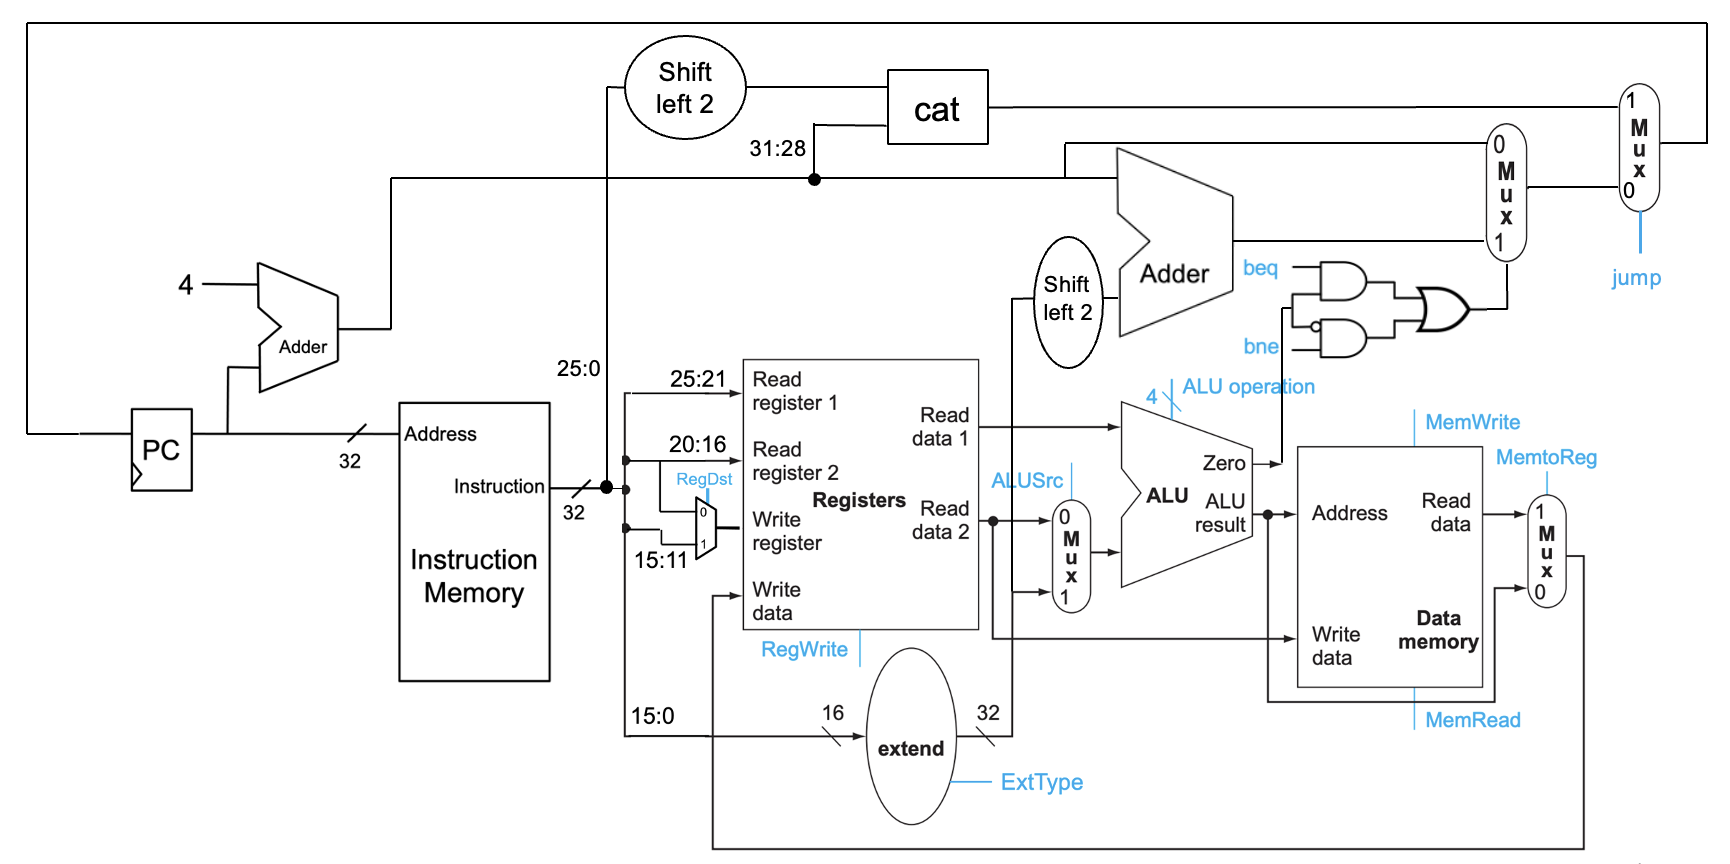 Shift
left 2
cat
31:28
1
M
u
x
0
jump
0
M
u
x
1
4
Adder
Shift
left 2
Adder
beq
bne
25:0
PC
32
Address
Instruction
32
Instruction
Memory
25:21
20:16
RegDst
0
1
15:11
Read
register 1
Read
register 2
Registers
Write
register
Write
data
Read
data 1
Read
data 2
RegWrite
ALUSrc
0
M
u
x
1
4
ALU operation
Zero
ALU
ALU
result
MemWrite
Address
Read
data
Write
data
Data
memory
MemRead
MemtoReg
1
M
u
x
0
15:0
16
extend
32
ExtType